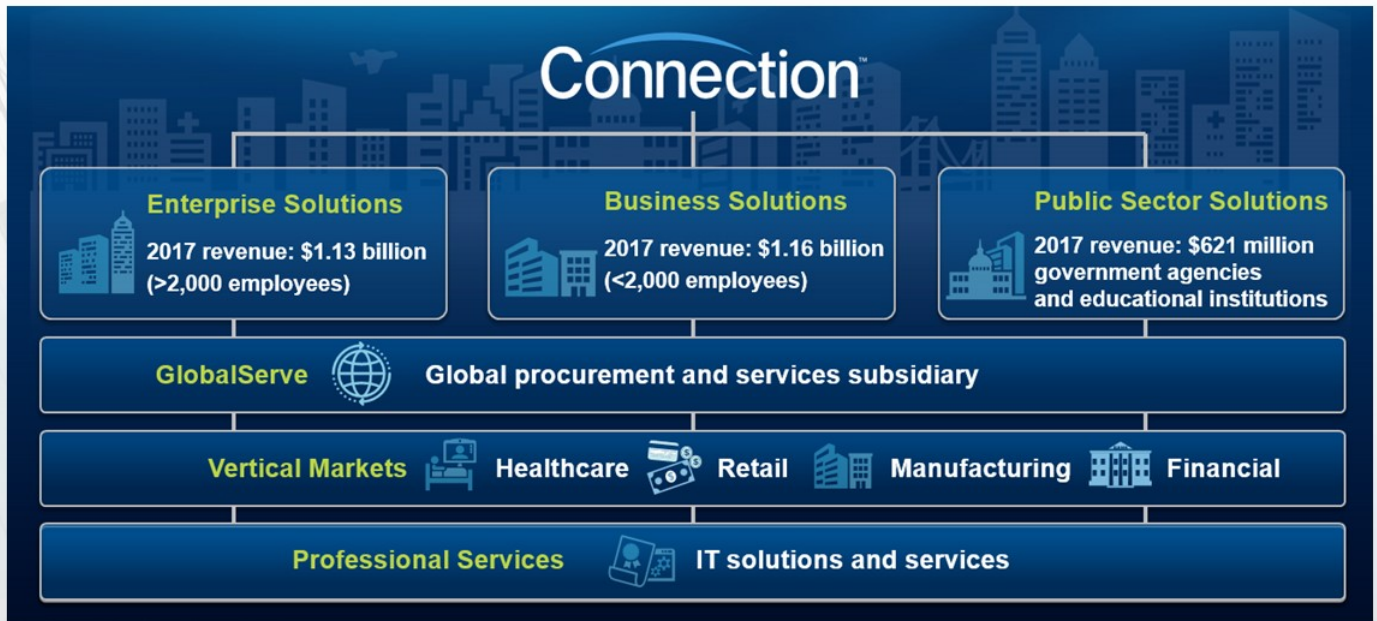 Connection™
Enterprise Solutions
2017 revenue: $1.13 billion
(>2,000 employees)
Business Solutions
2017 revenue: $1.16 billion
(<2,000 employees)
Public Sector Solutions
2017 revenue: $621 million
government agencies
and educational institutions
GlobalServe Global procurement and services subsidiary
Vertical Markets Healthcare Retail Manufacturing Financial
Professional Services IT solutions and services